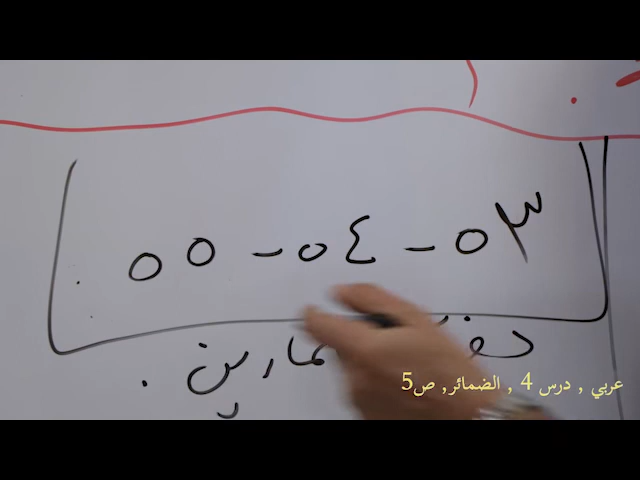 ٥٣ - ٥٤ - ٥٥
عربي , درس 4 , الضمائر, ص5